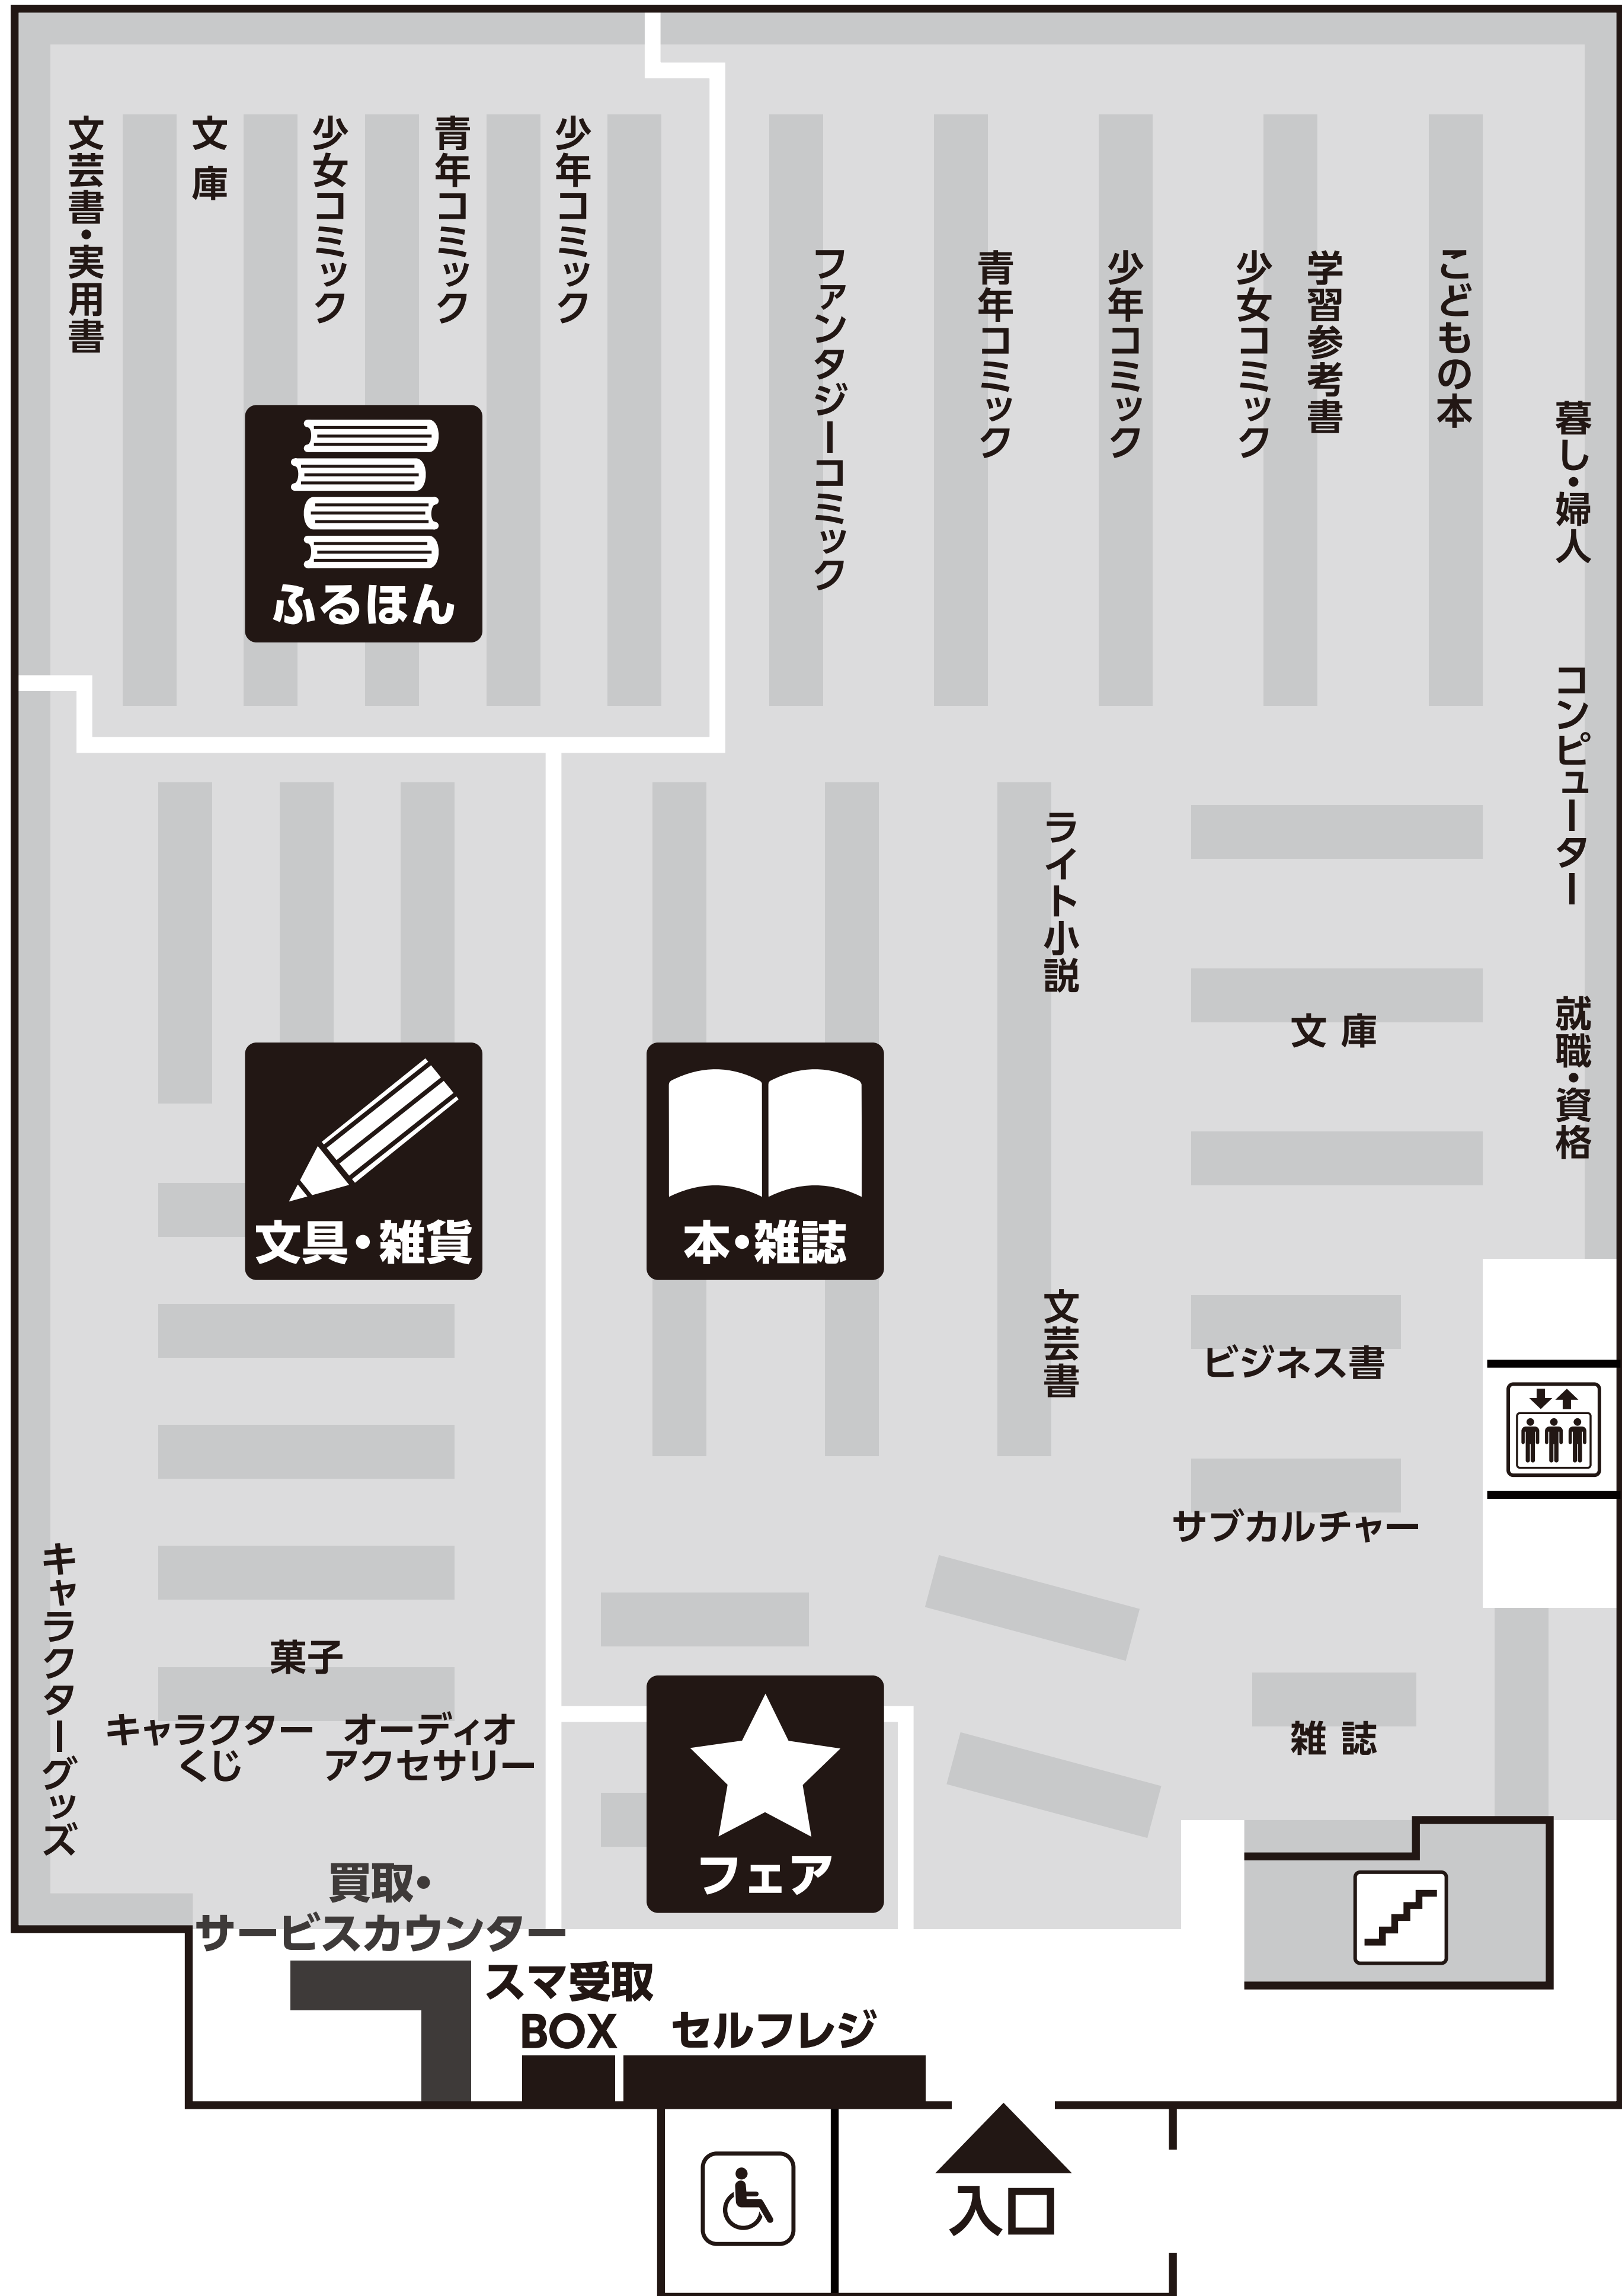 文芸書・実用書
文庫
少女コミック
青年コミック
少年コミック
ふるほん
ファンタジーコミック
青年コミック
少年コミック
少女コミック
学習参考書
こどもの本
暮し・婦人
コンピューター
就職・資格
ライト小説
文芸書
文庫
ビジネス書
サブカルチャー
雑誌
文具・雑貨
本・雑誌
キャラクターグッズ
菓子
キャラクター
くじ
オーディオ
アクセサリー
フェア
買取・
サービスカウンター
スマ受取
BOX
セルフレジ
入口